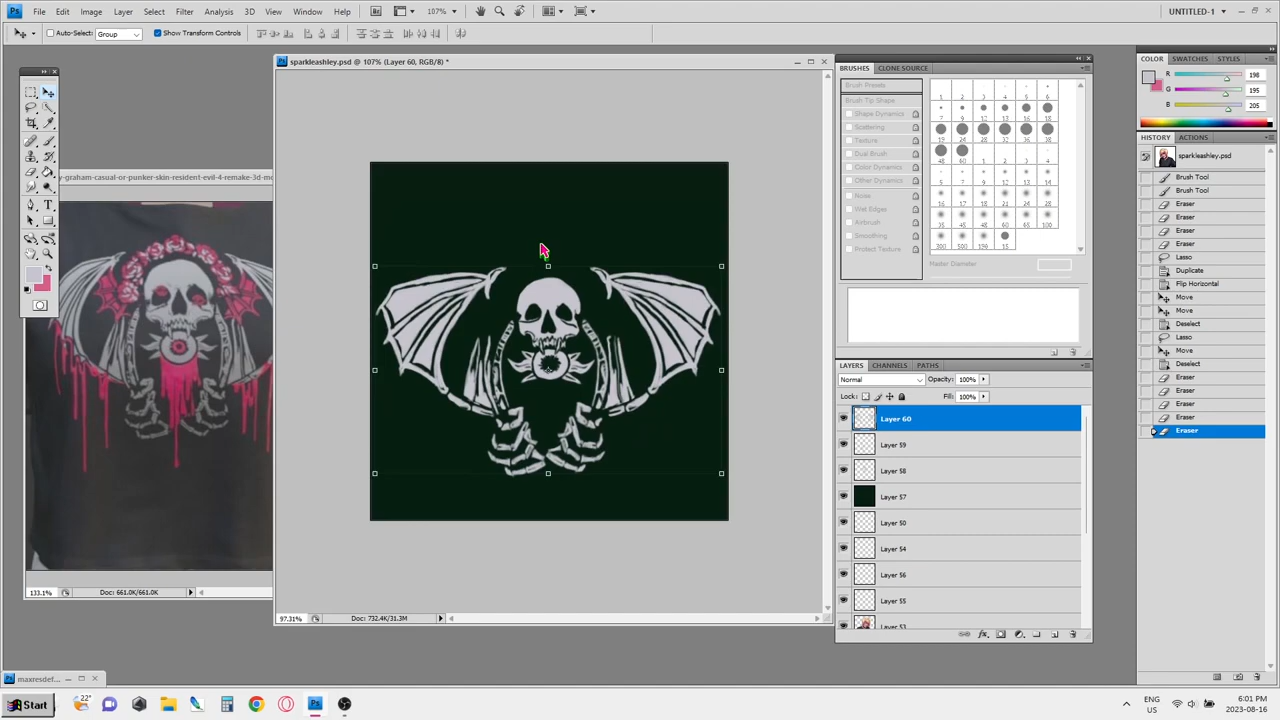 File Edit Image Layer Select Filter Analysis 3D View Window Help 107% UNTITLED-1
Auto-Select: Group Show Transform Controls
sparkleashley.psd @ 107% (Layer 60, RGB/8) *
y-graham-casual-or-punker-skin-resident-evil-4-remake-3d-mo
133.1% Doc: 661.0K/661.0K
97.31% Doc: 732.4K/31.3M
BRUSHES CLONE SOURCE
Brush Presets
Brush Tip Shape
Shape Dynamics
Scattering
Texture
Dual Brush
Color Dynamics
Other Dynamics
Noise
Wet Edges
Airbrush
Smoothing
Protect Texture
Master Diameter
LAYERS CHANNELS PATHS
Normal Opacity: 100%
Lock: Fill: 100%
Layer 60
Layer 59
Layer 58
Layer 57
Layer 50
Layer 54
Layer 56
Layer 55
Layer 53
COLOR SWATCHES STYLES
R 198
G 195
B 205
HISTORY ACTIONS
sparkleashley.psd
Brush Tool
Brush Tool
Eraser
Eraser
Eraser
Eraser
Lasso
Duplicate
Flip Horizontal
Move
Move
Deselect
Lasso
Move
Deselect
Eraser
Eraser
Eraser
Eraser
Eraser
maxresdef...
Start 22° ENG US 6:01 PM 2023-08-16